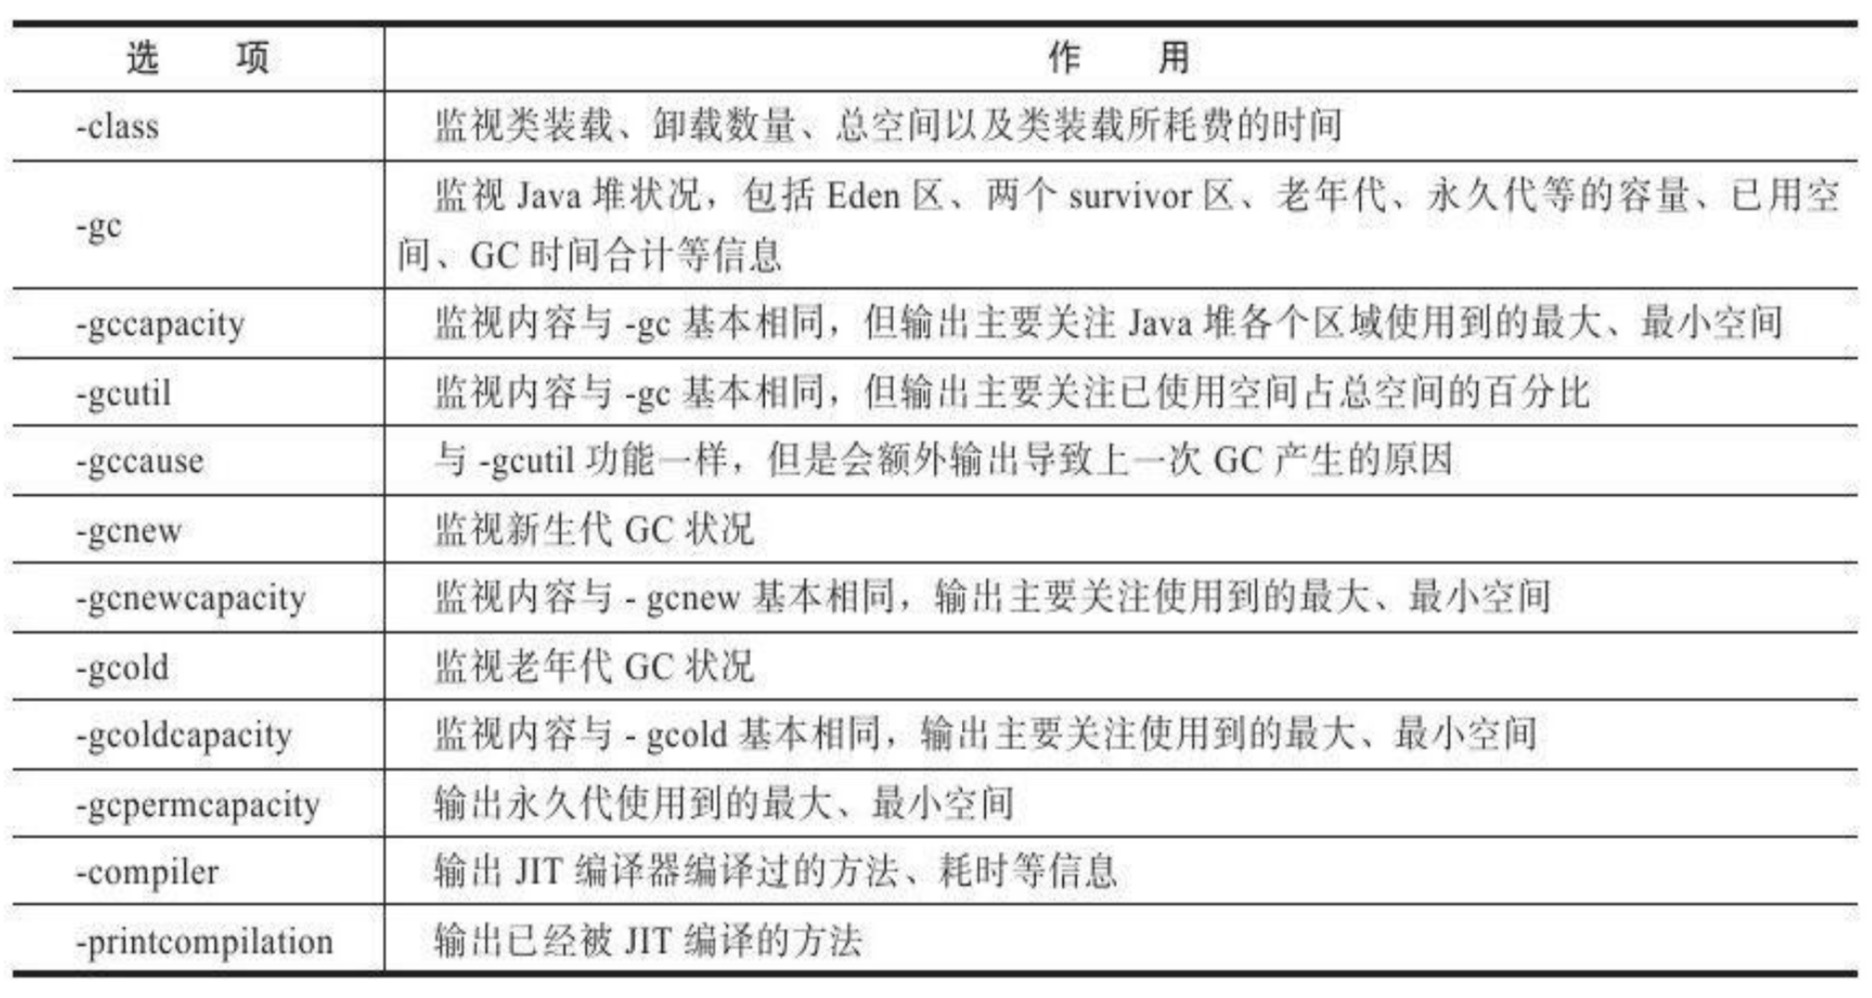 选 项 作 用
-class 监视类装载、卸载数量、总空间以及类装载所耗费的时间
-gc 监视 Java 堆状况，包括 Eden 区、两个 survivor 区、老年代、永久代等的容量、已用空
间、GC 时间合计等信息
-gccapacity 监视内容与 -gc 基本相同，但输出主要关注 Java 堆各个区域使用到的最大、最小空间
-gcutil 监视内容与 -gc 基本相同，但输出主要关注已使用空间占总空间的百分比
-gccause 与 -gcutil 功能一样，但是会额外输出导致上一次 GC 产生的原因
-gcnew 监视新生代 GC 状况
-gcnewcapacity 监视内容与 - gcnew 基本相同，输出主要关注使用到的最大、最小空间
-gcold 监视老年代 GC 状况
-gcoldcapacity 监视内容与 - gcold 基本相同，输出主要关注使用到的最大、最小空间
-gcpermcapacity 输出永久代使用到的最大、最小空间
-compiler 输出 JIT 编译器编译过的方法、耗时等信息
-printcompilation 输出已经被 JIT 编译的方法